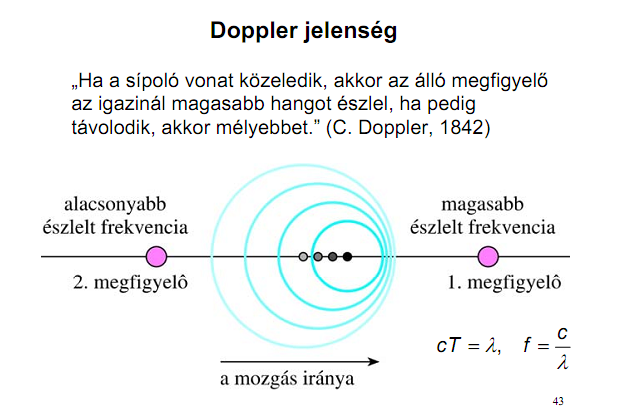 Doppler jelenség
„Ha a sípoló vonat közeledik, akkor az álló megfigyelő
az igazinál magasabb hangot észlel, ha pedig
távolodik, akkor mélyebbet.” (C. Doppler, 1842)
alacsonyabb
észlelt frekvencia
magasabb
észlelt frekvencia
2. megfigyelô
1. megfigyelô
cT = λ, f = c/λ
a mozgás iránya
43